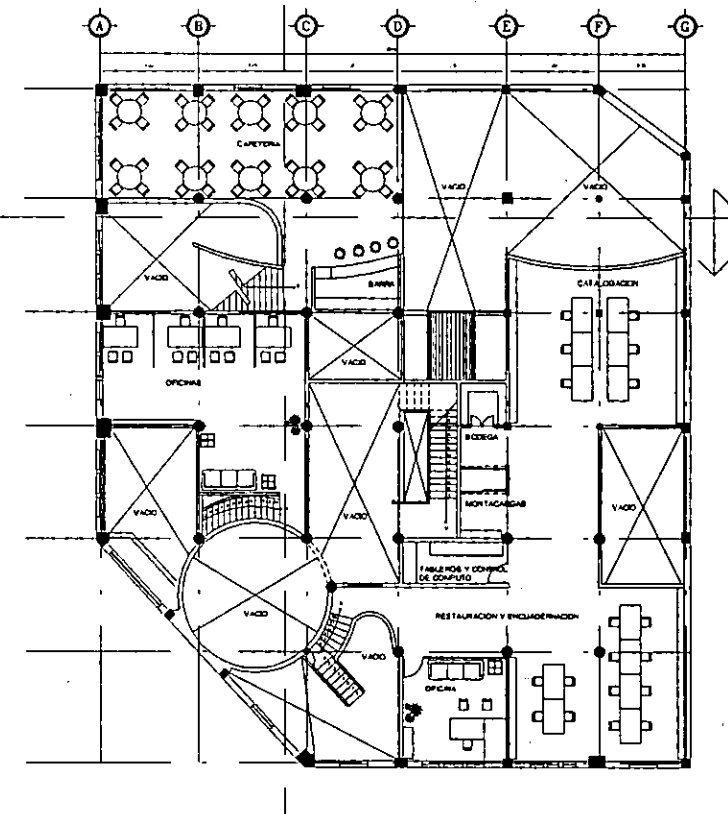 A B C D E F G
CAFETERIA
VACIO
VACIO
VACIO
BARRA
CATALOGACION
VACIO
OFICINAS
BODEGA
VACIO
MONTACARGAS
VACIO
VACIO
TABLEROS Y CONTROL
DE COMPUTO
VACIO
RESTAURACION Y ENCUADERNACION
VACIO
OFICINA